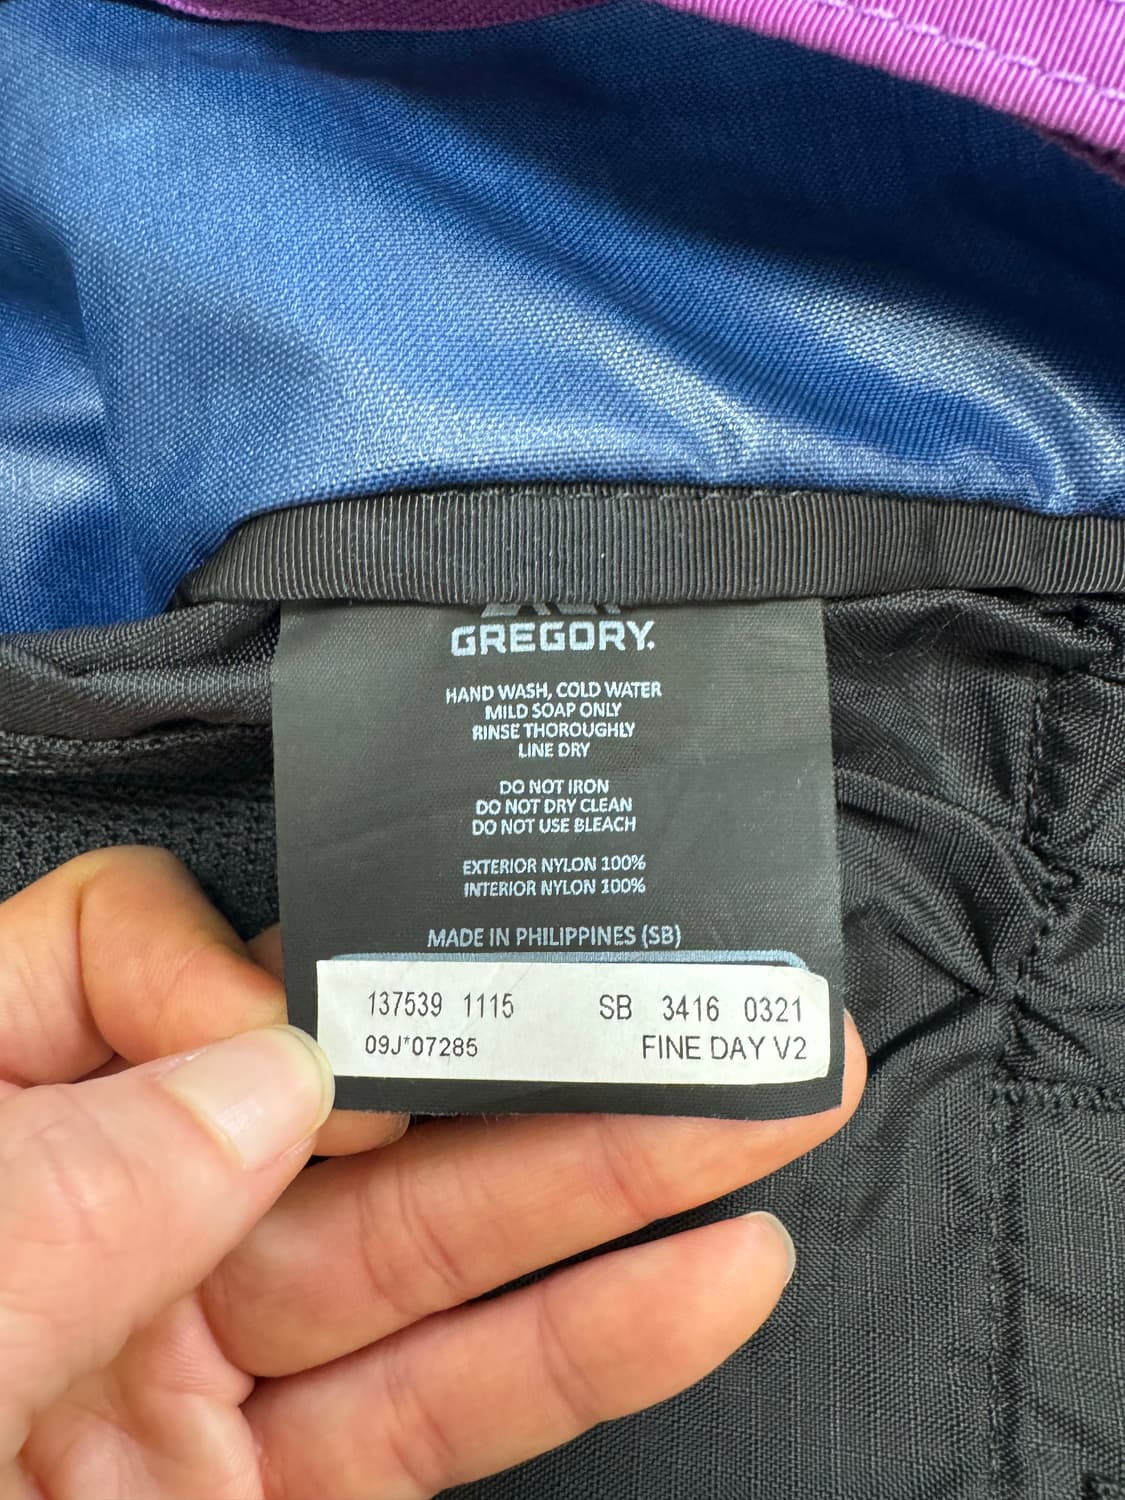 GREGORY.
HAND WASH, COLD WATER
MILD SOAP ONLY
RINSE THOROUGHLY
LINE DRY
DO NOT IRON
DO NOT DRY CLEAN
DO NOT USE BLEACH
EXTERIOR NYLON 100%
INTERIOR NYLON 100%
MADE IN PHILIPPINES (SB)
137539 1115 SB 3416 0321
09J*07285 FINE DAY V2